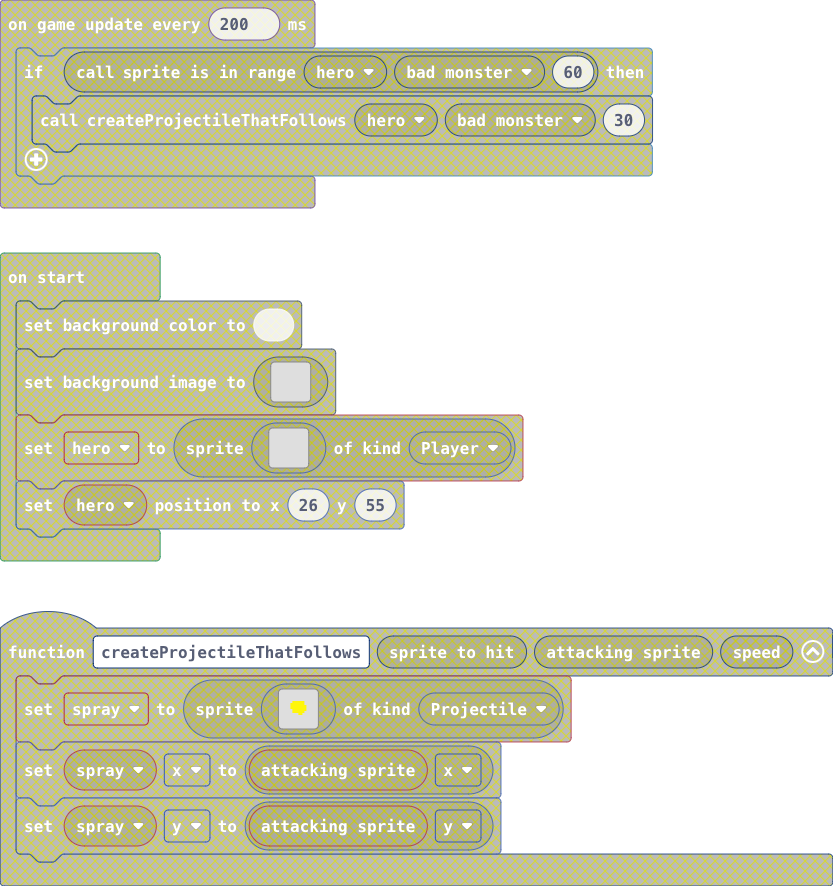 on game update every 200 ms
if call sprite is in range hero bad monster 60 then
call createProjectileThatFollows hero bad monster 30
on start
set background color to
set background image to
set hero to sprite of kind Player
set hero position to x 26 y 55
function createProjectileThatFollows sprite to hit attacking sprite speed
set spray to sprite of kind Projectile
set spray x to attacking sprite x
set spray y to attacking sprite y